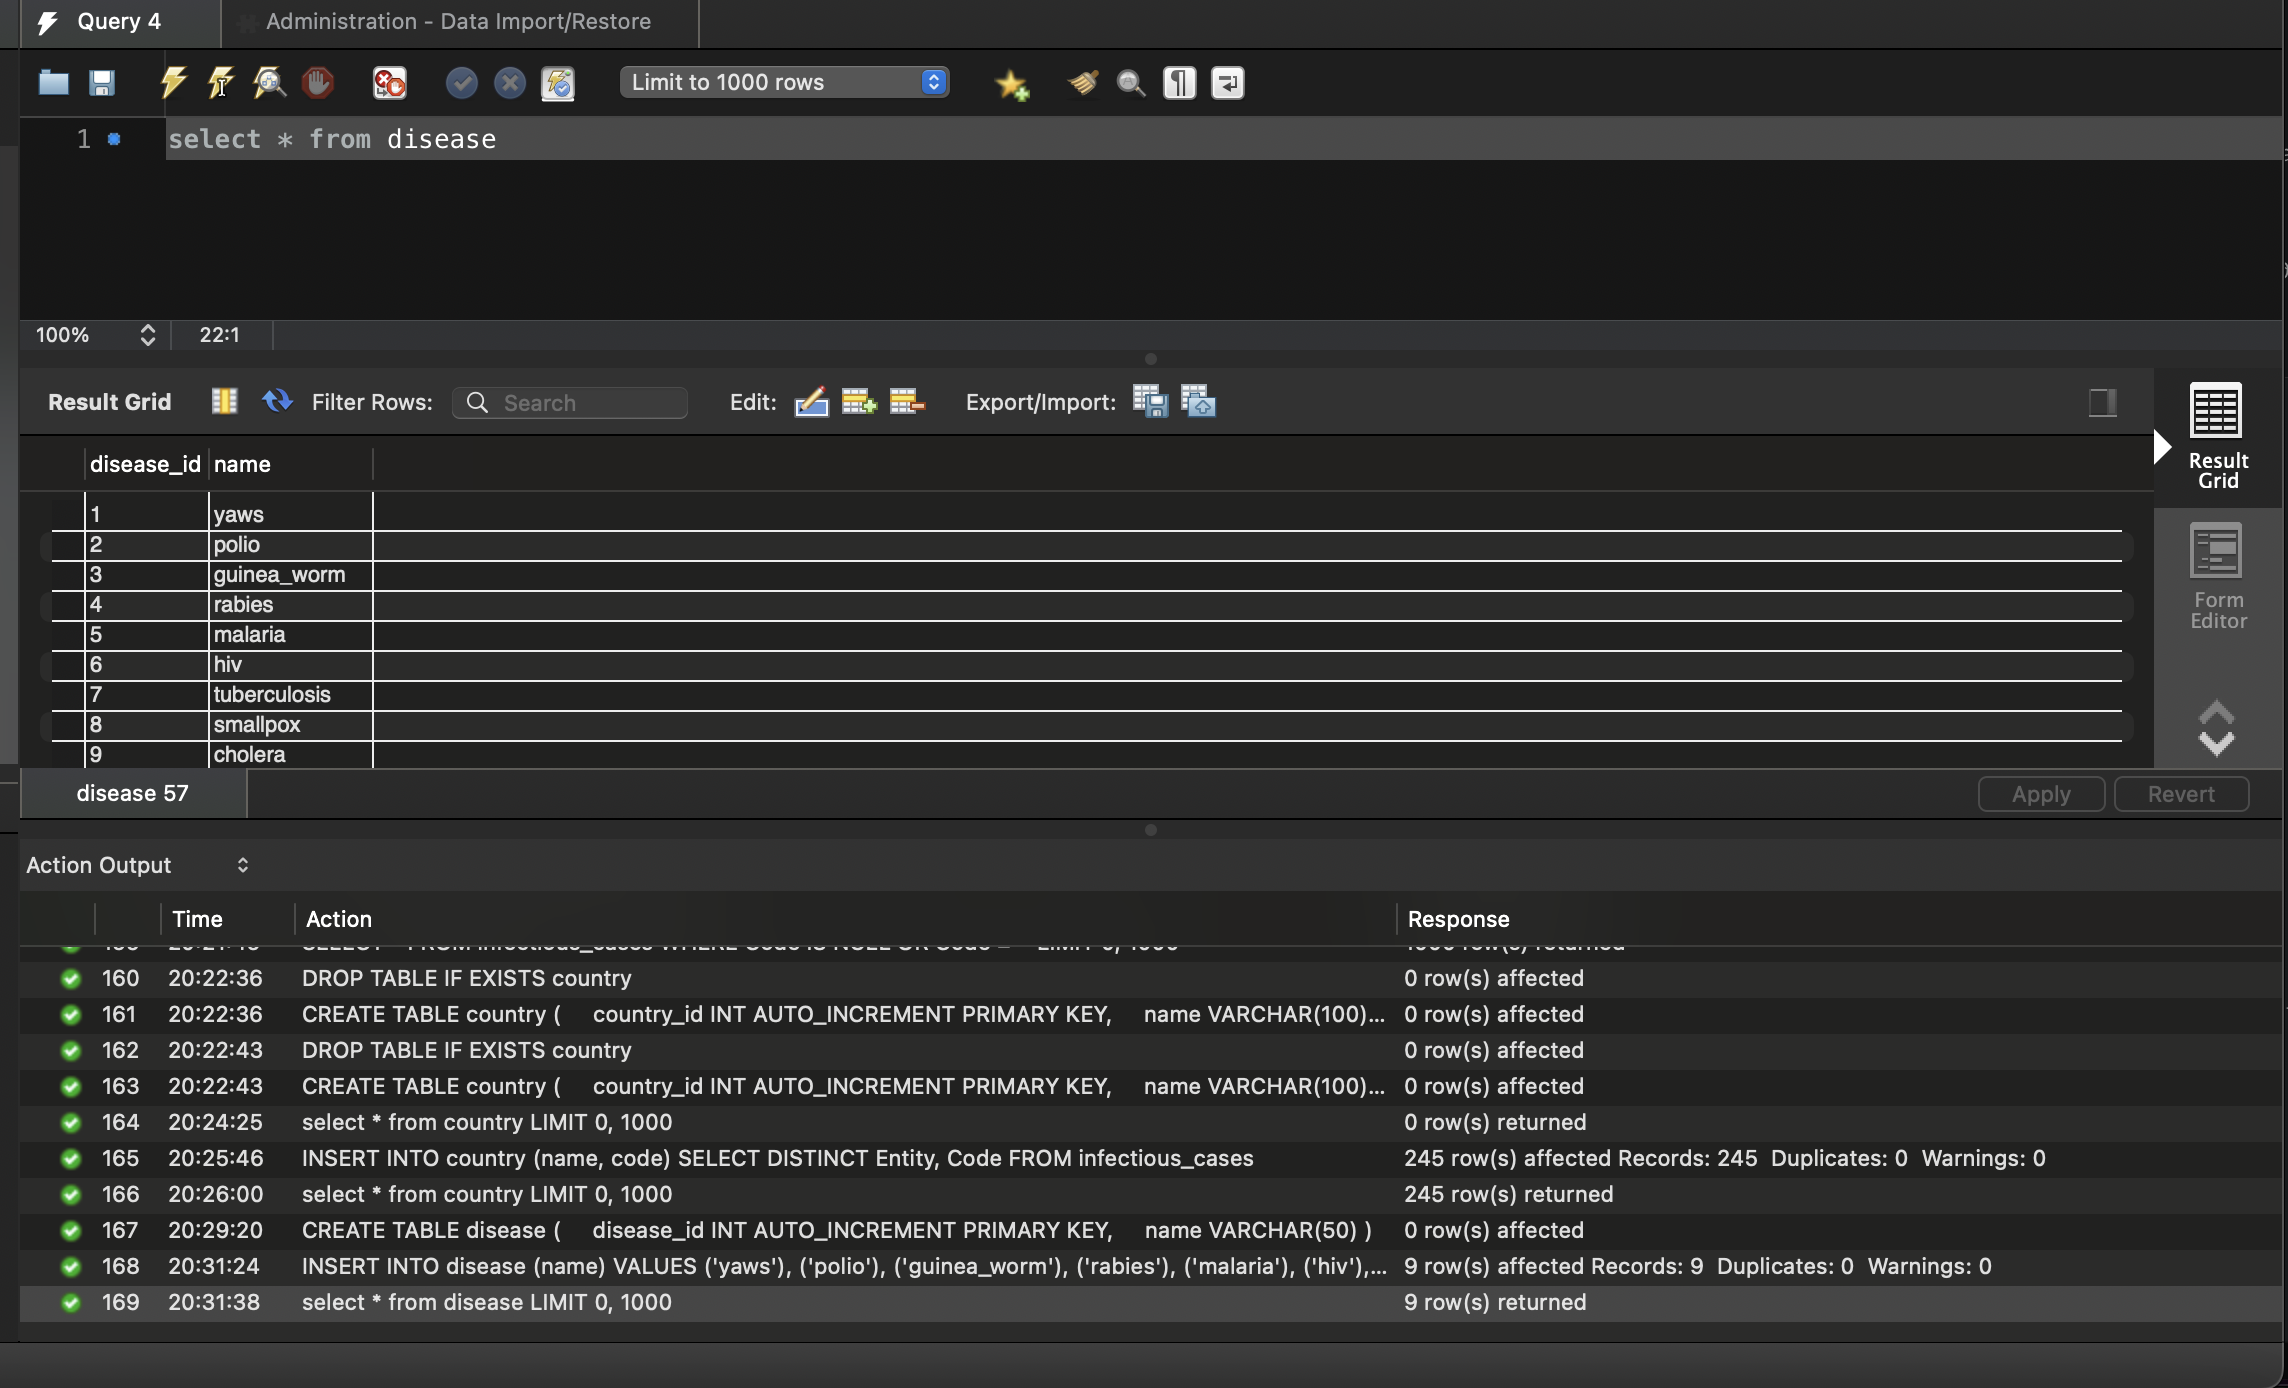 Query 4
Administration - Data Import/Restore
Limit to 1000 rows
1 select * from disease
100% 22:1
Result Grid Filter Rows: Search Edit: Export/Import:
Result
Grid
Form
Editor
disease_id name
1 yaws
2 polio
3 guinea_worm
4 rabies
5 malaria
6 hiv
7 tuberculosis
8 smallpox
9 cholera
disease 57 Apply Revert
Action Output
Time Action Response
160 20:22:36 DROP TABLE IF EXISTS country 0 row(s) affected
161 20:22:36 CREATE TABLE country ( country_id INT AUTO_INCREMENT PRIMARY KEY, name VARCHAR(100)... 0 row(s) affected
162 20:22:43 DROP TABLE IF EXISTS country 0 row(s) affected
163 20:22:43 CREATE TABLE country ( country_id INT AUTO_INCREMENT PRIMARY KEY, name VARCHAR(100)... 0 row(s) affected
164 20:24:25 select * from country LIMIT 0, 1000 0 row(s) returned
165 20:25:46 INSERT INTO country (name, code) SELECT DISTINCT Entity, Code FROM infectious_cases 245 row(s) affected Records: 245 Duplicates: 0 Warnings: 0
166 20:26:00 select * from country LIMIT 0, 1000 245 row(s) returned
167 20:29:20 CREATE TABLE disease ( disease_id INT AUTO_INCREMENT PRIMARY KEY, name VARCHAR(50) ) 0 row(s) affected
168 20:31:24 INSERT INTO disease (name) VALUES ('yaws'), ('polio'), ('guinea_worm'), ('rabies'), ('malaria'), ('hiv'),... 9 row(s) affected Records: 9 Duplicates: 0 Warnings: 0
169 20:31:38 select * from disease LIMIT 0, 1000 9 row(s) returned